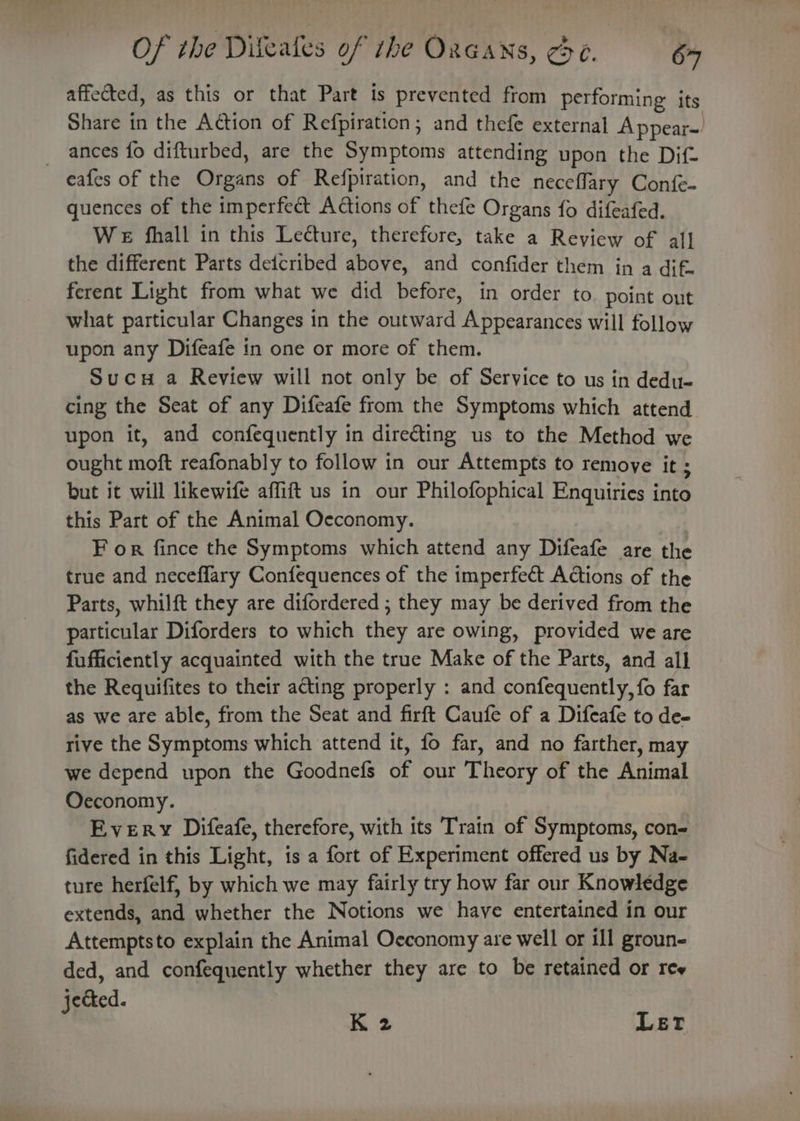 Of the Diſeaſes of the ORGANS, &c. 67
affected, as this or that Part is prevented from performing its
Share in the Action of Reſpiration; and theſe external Appear-
ances ſo diſturbed, are the Symptoms attending upon the Diſ-
eaſes of the Organs of Reſpiration, and the neceſſary Conſe-
quences of the imperfect Actions of theſe Organs ſo diſeaſed.
WE ſhall in this Lecture, therefore, take a Review of all
the different Parts deſcribed above, and conſider them in a diſ-
ferent Light from what we did before, in order to point out
what particular Changes in the outward Appearances will follow
upon any Diſeaſe in one or more of them.
SUCH a Review will not only be of Service to us in dedu-
cing the Seat of any Diſeaſe from the Symptoms which attend
upon it, and conſequently in directing us to the Method we
ought moſt reaſonably to follow in our Attempts to remove it;
but it will likewiſe aſſiſt us in our Philoſophical Enquiries into
this Part of the Animal Oeconomy.
FOR ſince the Symptoms which attend any Diſeaſe are the
true and neceſſary Conſequences of the imperfect Actions of the
Parts, whilſt they are diſordered; they may be derived from the
particular Diſorders to which they are owing, provided we are
ſufficiently acquainted with the true Make of the Parts, and all
the Requiſites to their acting properly: and conſequently, ſo far
as we are able, from the Seat and firſt Cauſe of a Diſeaſe to de-
rive the Symptoms which attend it, ſo far, and no farther, may
we depend upon the Goodneſs of our Theory of the Animal
Oeconomy.
EVERY Diſeaſe, therefore, with its Train of Symptoms, con-
ſidered in this Light, is a ſort of Experiment offered us by Na-
ture herſelf, by which we may fairly try how far our Knowledge
extends, and whether the Notions we have entertained in our
Attempts to explain the Animal Oeconomy are well or ill groun-
ded, and conſequently whether they are to be retained or re-
jected.
K 2 LET